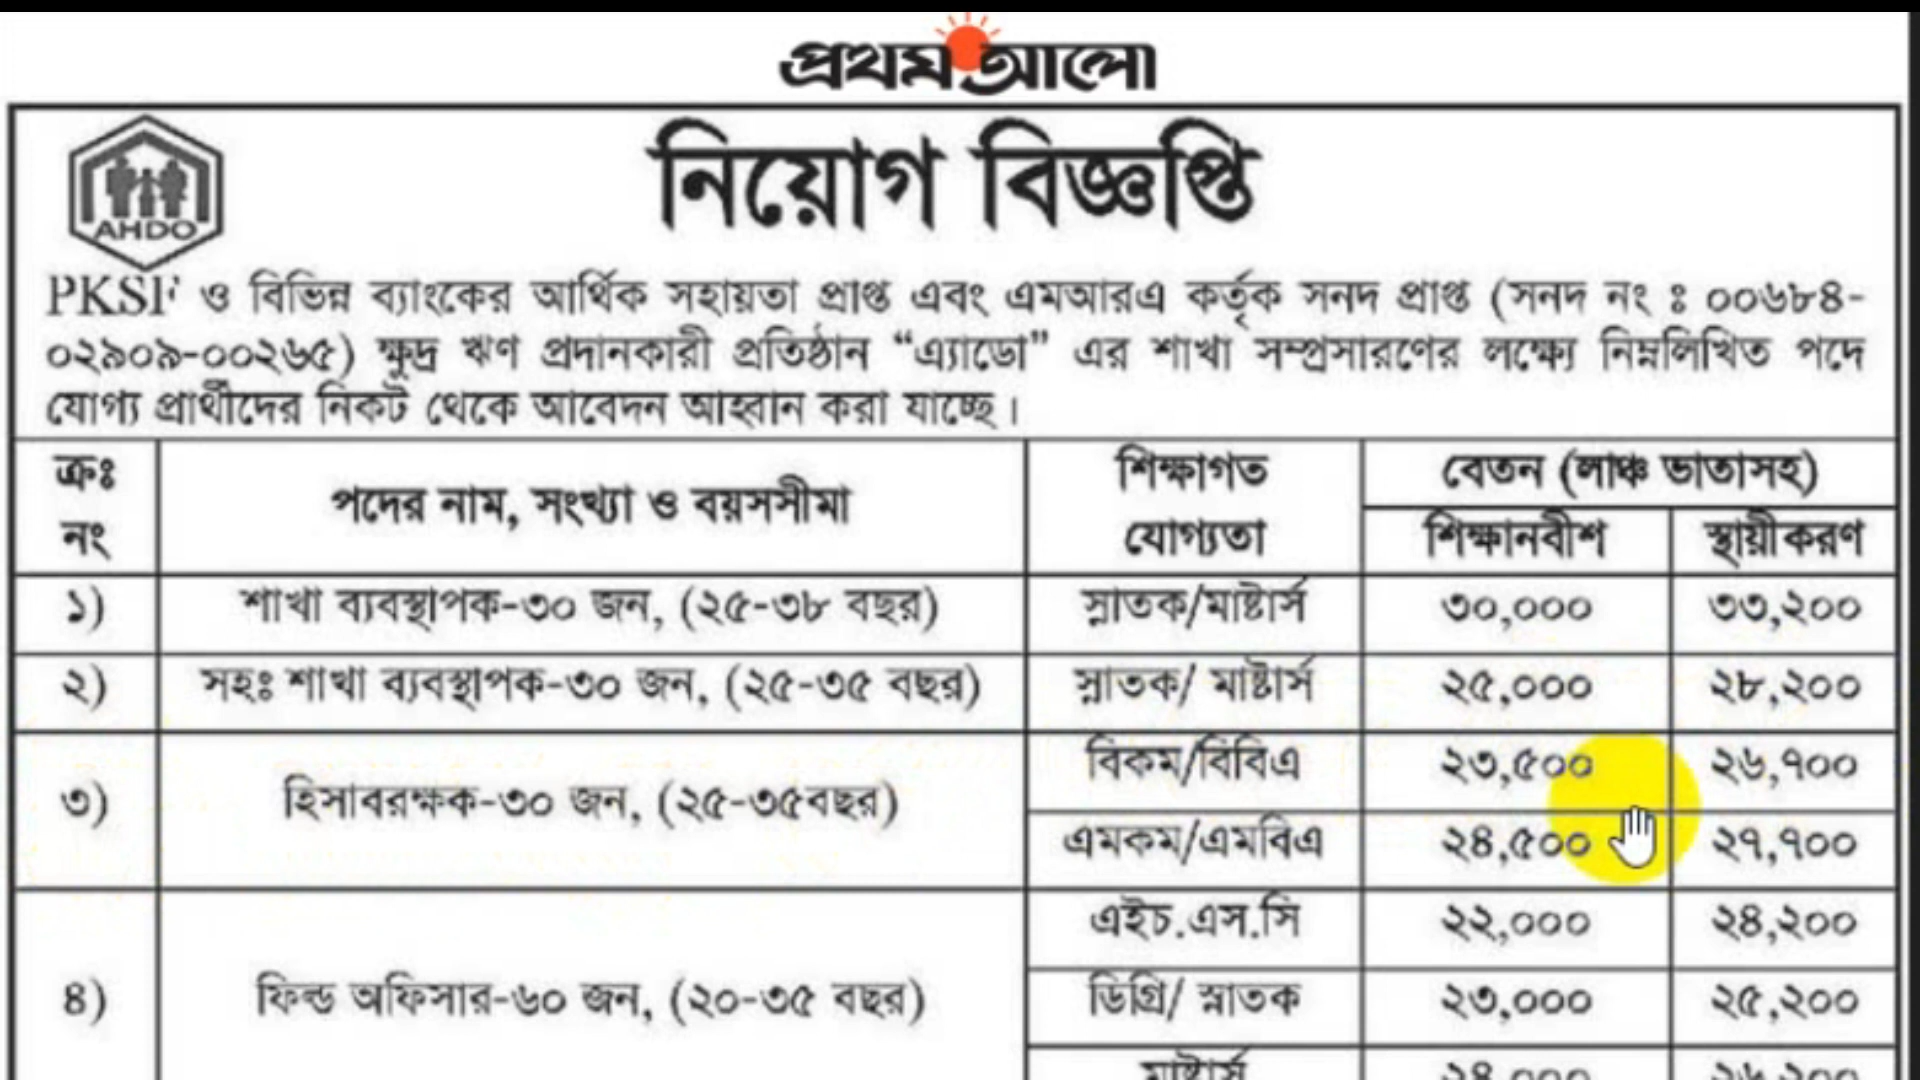 প্রথম আলো
নিয়োগ বিজ্ঞপ্তি
AHDO
PKSF ও বিভিন্ন ব্যাংকের আর্থিক সহায়তা প্রাপ্ত এবং এমআরএ কর্তৃক সনদ প্রাপ্ত (সনদ নং ঃ ০০৬৮৪-
০২৯০৯-০০২৬৫) ক্ষুদ্র ঋণ প্রদানকারী প্রতিষ্ঠান “এ্যাডো” এর শাখা সম্প্রসারণের লক্ষ্যে নিম্নলিখিত পদে
যোগ্য প্রার্থীদের নিকট থেকে আবেদন আহ্বান করা যাচ্ছে।
ক্রঃ নং
পদের নাম, সংখ্যা ও বয়সসীমা
শিক্ষাগত যোগ্যতা
বেতন (লাঞ্চ ভাতাসহ)
শিক্ষানবীশ স্থায়ীকরণ
১) শাখা ব্যবস্থাপক-৩০ জন, (২৫-৩৮ বছর) স্নাতক/মাষ্টার্স ৩০,০০০ ৩৩,২০০
২) সহঃ শাখা ব্যবস্থাপক-৩০ জন, (২৫-৩৫ বছর) স্নাতক/ মাষ্টার্স ২৫,০০০ ২৮,২০০
৩) হিসাবরক্ষক-৩০ জন, (২৫-৩৫বছর) বিকম/বিবিএ ২৩,৫০০ ২৬,৭০০
এমকম/এমবিএ ২৪,৫০০ ২৭,৭০০
৪) ফিল্ড অফিসার-৬০ জন, (২০-৩৫ বছর) এইচ.এস.সি ২২,০০০ ২৪,২০০
ডিগ্রি/ স্নাতক ২৩,০০০ ২৫,২০০
মাষ্টার্স ২৪,০০০ ২৬,২০০